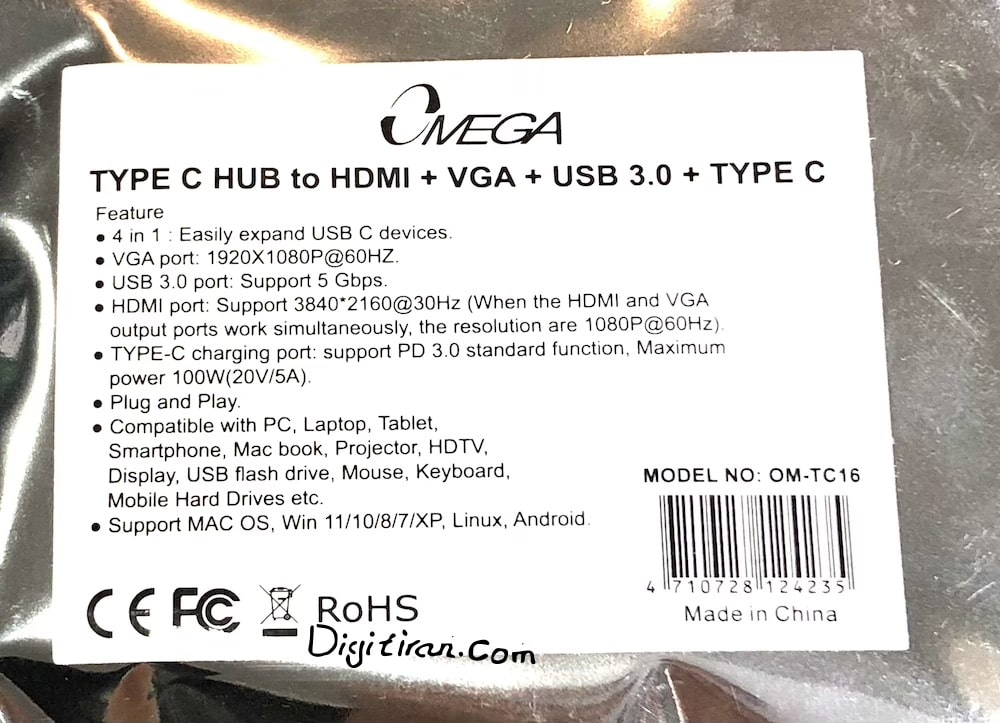 OMEGA
TYPE C HUB to HDMI + VGA + USB 3.0 + TYPE C
Feature
• 4 in 1 : Easily expand USB C devices.
• VGA port: 1920X1080P@60HZ.
• USB 3.0 port: Support 5 Gbps.
• HDMI port: Support 3840*2160@30Hz (When the HDMI and VGA
output ports work simultaneously, the resolution are 1080P@60Hz).
• TYPE-C charging port: support PD 3.0 standard function, Maximum
power 100W(20V/5A).
• Plug and Play.
• Compatible with PC, Laptop, Tablet,
Smartphone, Mac book, Projector, HDTV,
Display, USB flash drive, Mouse, Keyboard,
Mobile Hard Drives etc.
• Support MAC OS, Win 11/10/8/7/XP, Linux, Android.
MODEL NO: OM-TC16
4 710728 124235
Made in China
CE FCC RoHS
Digitiran.Com